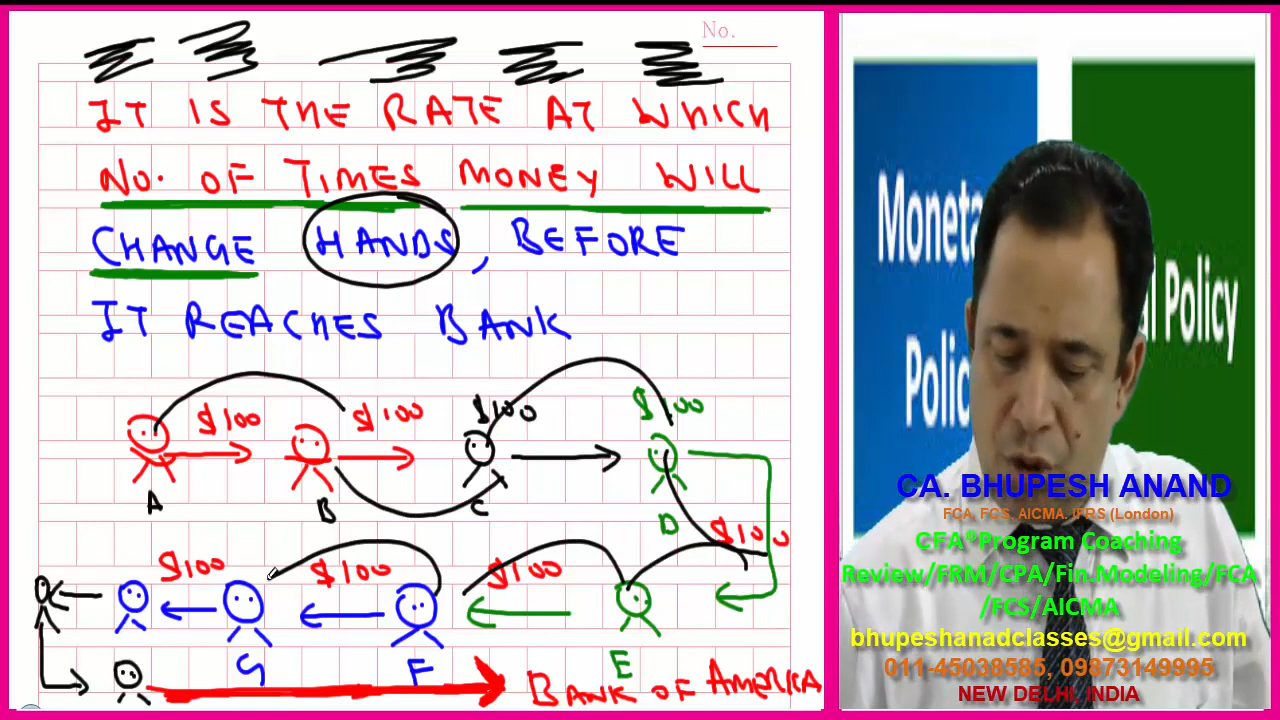 No.
IT IS THE RATE AT WHICH
NO. OF TIMES MONEY WILL
CHANGE HANDS, BEFORE
IT REACHES BANK
$100 $100 $100 $100
A B C D
$100 $100 $100 $100
G F E
BANK OF AMERICA
Moneta
Polic
al Policy
CA. BHUPESH ANAND
FCA, FCS, AICMA, IFRS (London)
CFA®Program Coaching
Review/FRM/CPA/Fin.Modeling/FCA
/FCS/AICMA
bhupeshanadclasses@gmail.com
011-45038585, 09873149995
NEW DELHI, INDIA